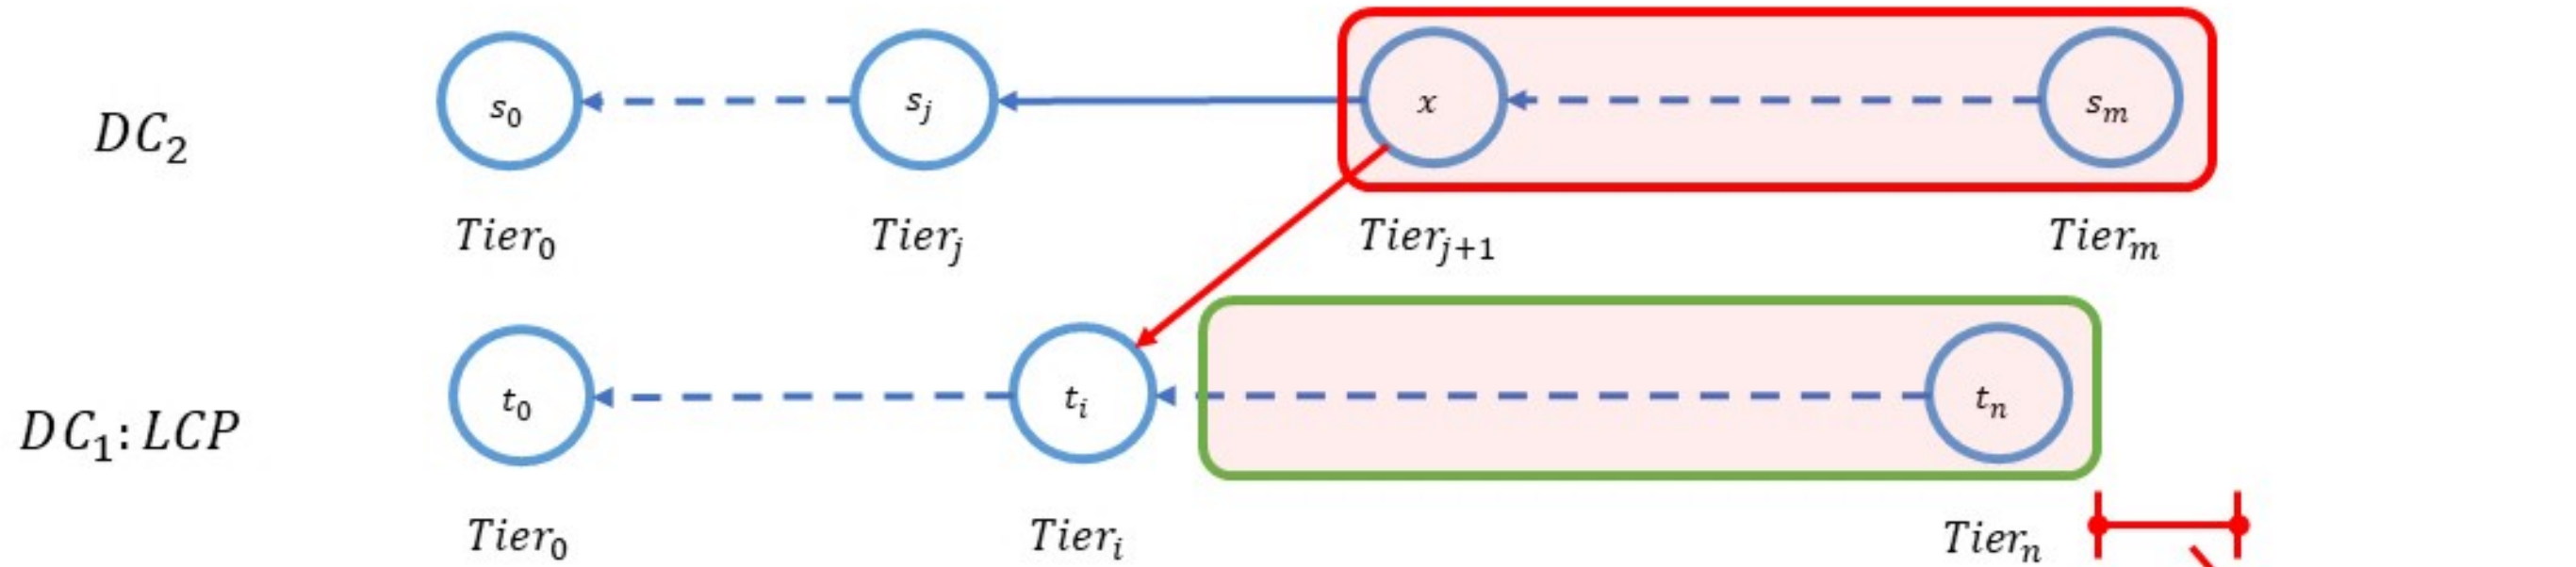 s₀ sⱼ x sₘ
DC₂
Tier₀ Tierⱼ Tierⱼ₊₁ Tierₘ
t₀ tᵢ tₙ
DC₁: LCP
Tier₀ Tierᵢ Tierₙ